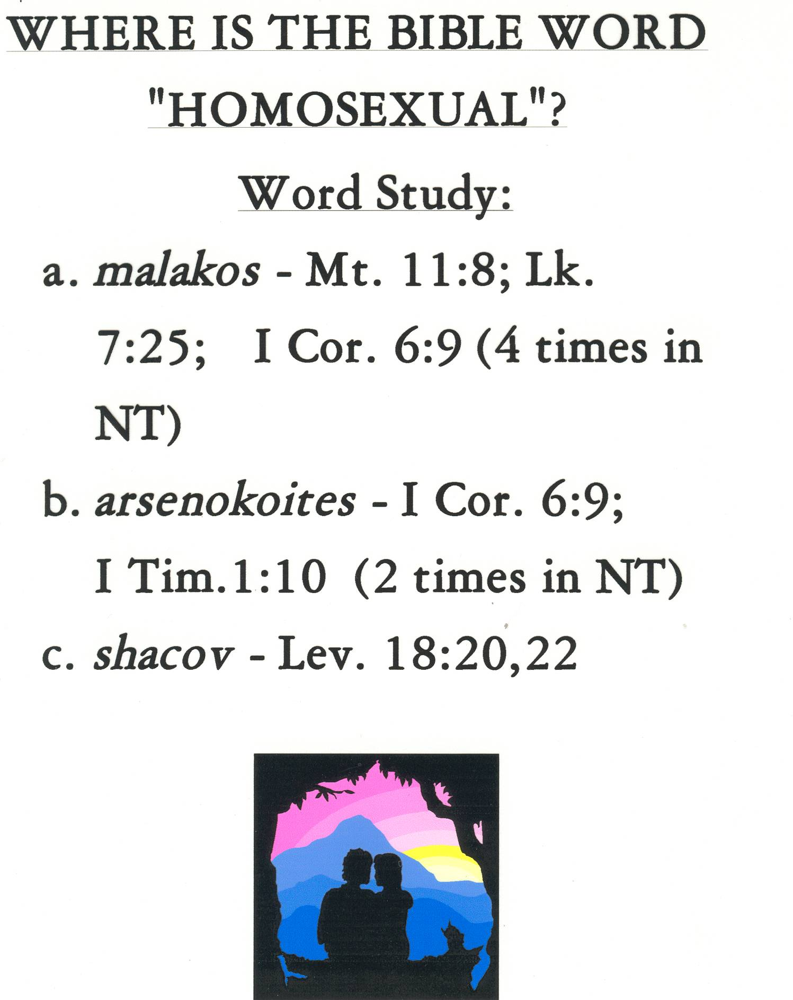 WHERE IS THE BIBLE WORD
"HOMOSEXUAL"?
Word Study:
a. malakos - Mt. 11:8; Lk.
7:25; I Cor. 6:9 (4 times in
NT)
b. arsenokoites - I Cor. 6:9;
I Tim.1:10 (2 times in NT)
c. shacov - Lev. 18:20,22